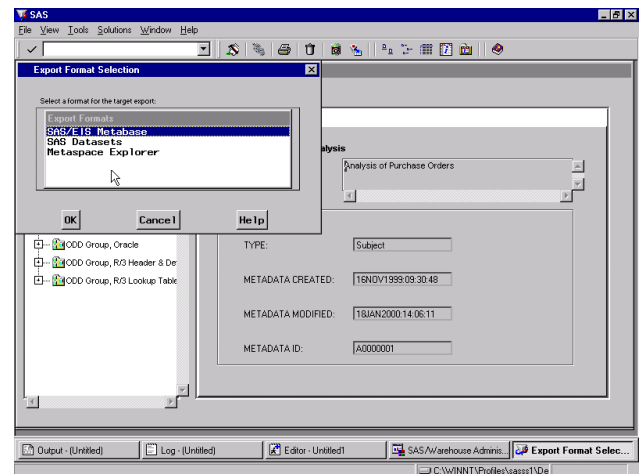 SAS
File View Tools Solutions Window Help
Export Format Selection
Select a format for the target export:
Export Formats
SAS/EIS Metabase
SAS Datasets
Metaspace Explorer
OK Cancel Help
alysis
Analysis of Purchase Orders
ODD Group, Oracle
ODD Group, R/3 Header & De
ODD Group, R/3 Lookup Table
TYPE: Subject
METADATA CREATED: 16NOV1999:09:30:48
METADATA MODIFIED: 18JAN2000:14:06:11
METADATA ID: A0000001
Output - (Untitled) Log - (Untitled) Editor - Untitled1 SAS/Warehouse Adminis... Export Format Selec...
C:\WINNT\Profiles\sasss1\De